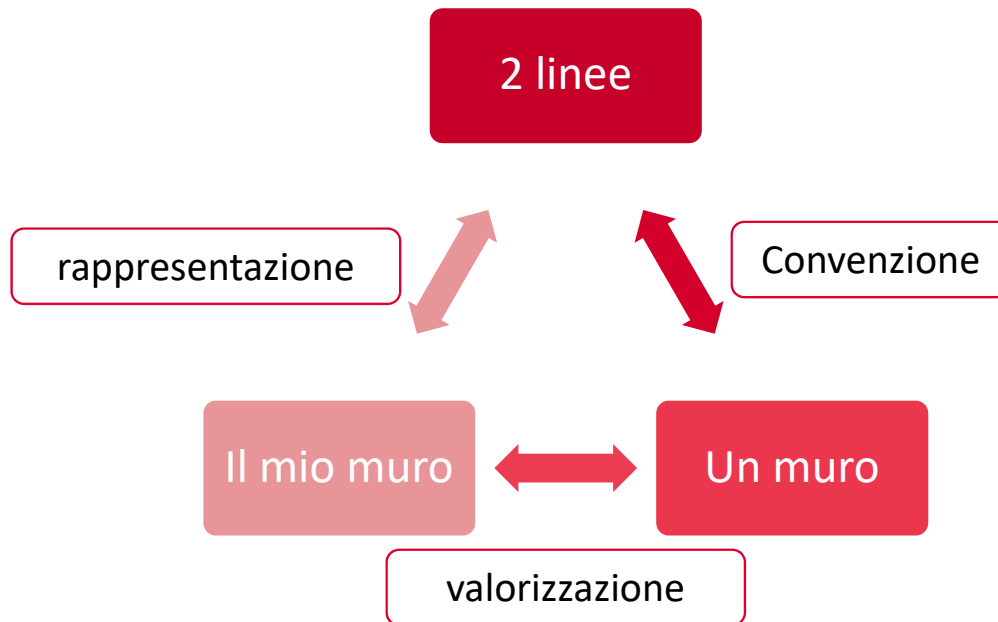 2 linee
rappresentazione
Convenzione
Il mio muro
Un muro
valorizzazione